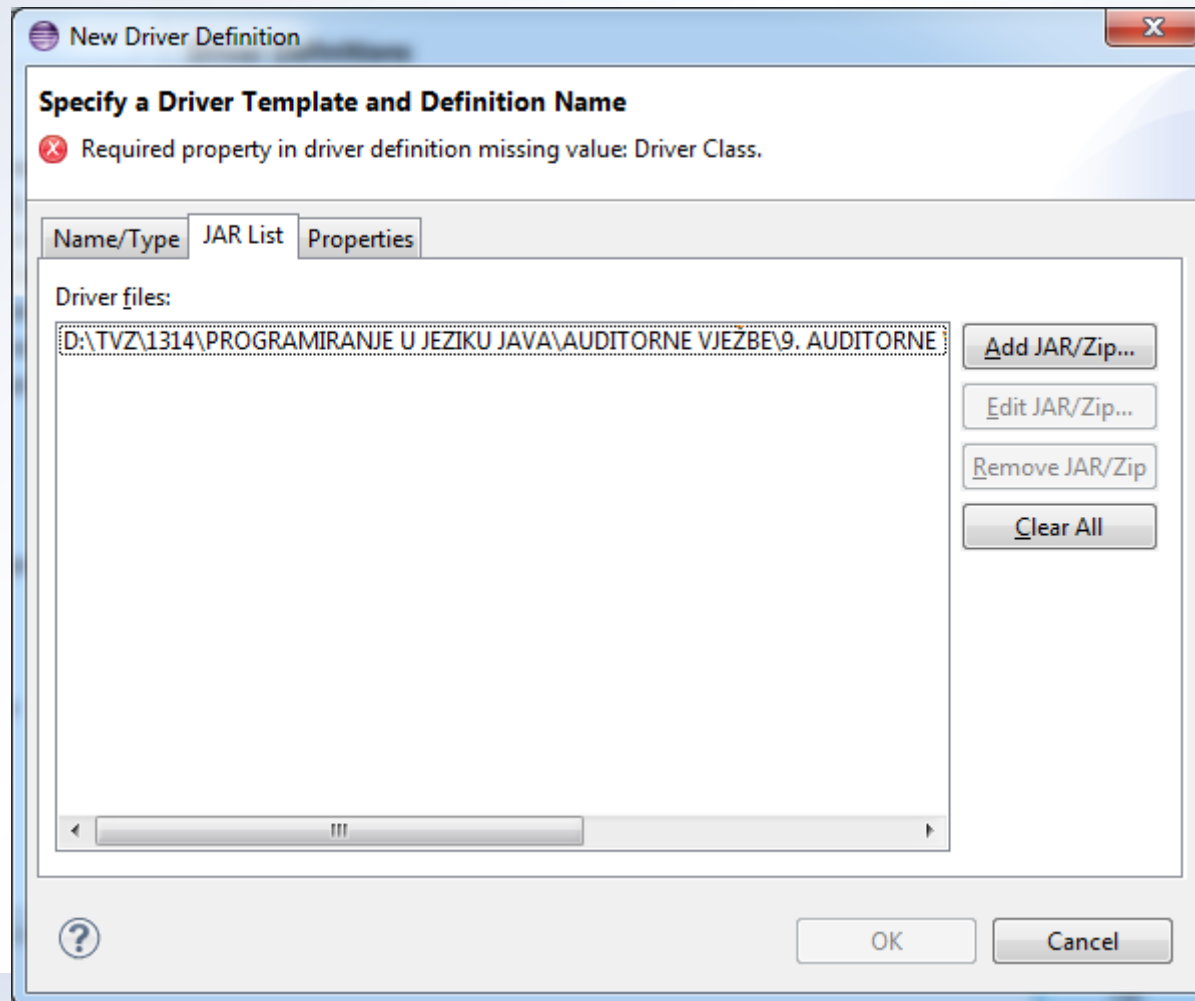 New Driver Definition
Specify a Driver Template and Definition Name
Required property in driver definition missing value: Driver Class.
Name/Type
JAR List
Properties
Driver files:
D:\TVZ\1314\PROGRAMIRANJE U JEZIKU JAVA\AUDITORNE VJEŽBE\9. AUDITORNE
Add JAR/Zip...
Edit JAR/Zip...
Remove JAR/Zip
Clear All
OK
Cancel